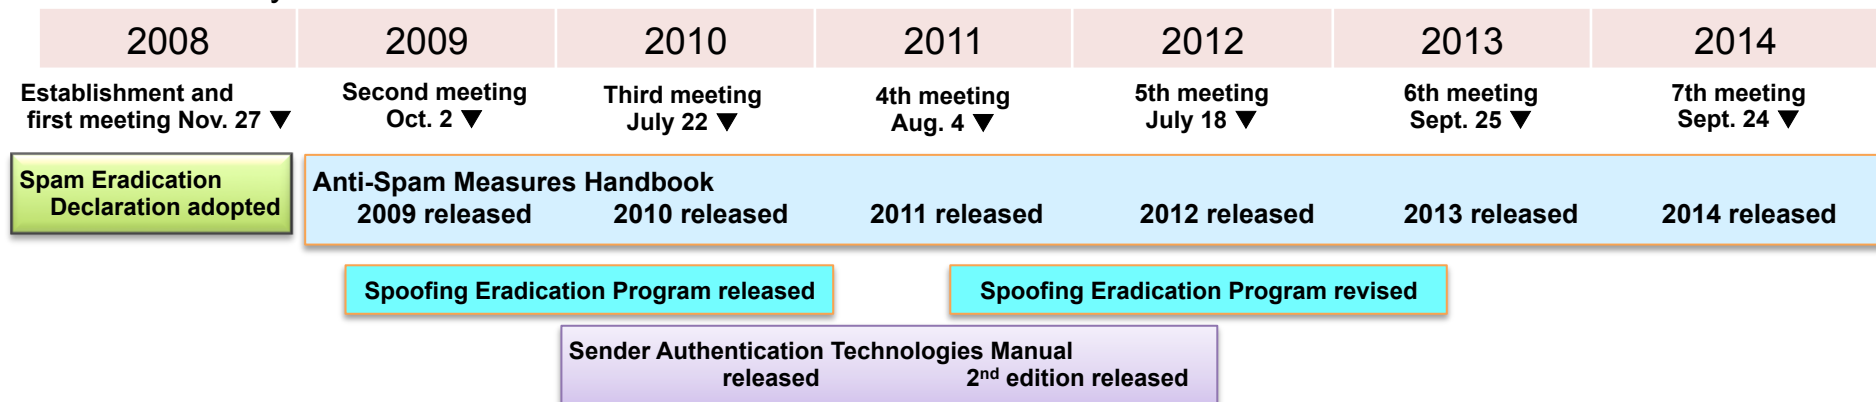 2008 2009 2010 2011 2012 2013 2014
Establishment and
first meeting Nov. 27 ▼
Second meeting
Oct. 2 ▼
Third meeting
July 22 ▼
4th meeting
Aug. 4 ▼
5th meeting
July 18 ▼
6th meeting
Sept. 25 ▼
7th meeting
Sept. 24 ▼
Spam Eradication
Declaration adopted
Anti-Spam Measures Handbook
2009 released 2010 released 2011 released 2012 released 2013 released 2014 released
Spoofing Eradication Program released
Spoofing Eradication Program revised
Sender Authentication Technologies Manual
released 2nd edition released